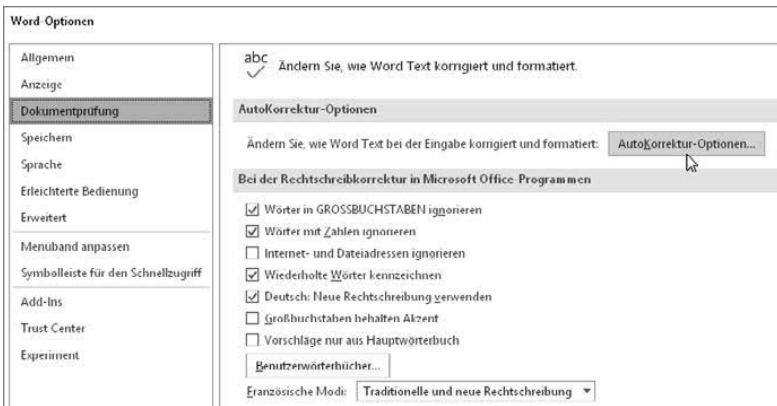 Word-Optionen
Allgemein
Anzeige
Dokumentprüfung
Speichern
Sprache
Erleichterte Bedienung
Erweitert
Menüband anpassen
Symbolleiste für den Schnellzugriff
Add-Ins
Trust Center
Experiment
abc
Ändern Sie, wie Word Text korrigiert und formatiert.
AutoKorrektur-Optionen
Ändern Sie, wie Word Text bei der Eingabe korrigiert und formatiert: AutoKorrektur-Optionen...
Bei der Rechtschreibkorrektur in Microsoft Office-Programmen
Wörter in GROSSBUCHSTABEN ignorieren
Wörter mit Zahlen ignorieren
Internet- und Dateiadressen ignorieren
Wiederholte Wörter kennzeichnen
Deutsch: Neue Rechtschreibung verwenden
Großbuchstaben behalten Akzent
Vorschläge nur aus Hauptwörterbuch
Benutzerwörterbücher...
Französische Modi: Traditionelle und neue Rechtschreibung